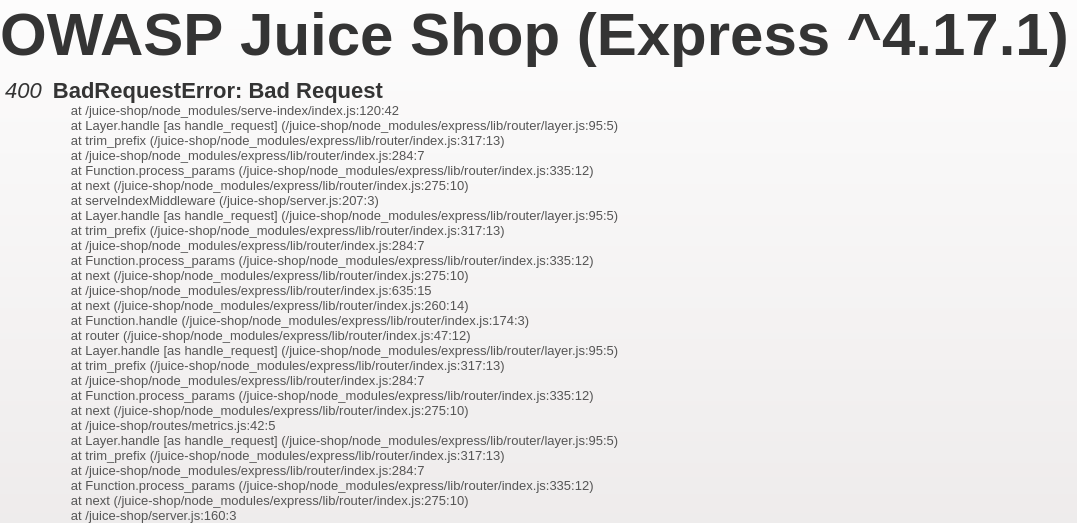 OWASP Juice Shop (Express ^4.17.1)
400 BadRequestError: Bad Request
at /juice-shop/node_modules/serve-index/index.js:120:42
at Layer.handle [as handle_request] (/juice-shop/node_modules/express/lib/router/layer.js:95:5)
at trim_prefix (/juice-shop/node_modules/express/lib/router/index.js:317:13)
at /juice-shop/node_modules/express/lib/router/index.js:284:7
at Function.process_params (/juice-shop/node_modules/express/lib/router/index.js:335:12)
at next (/juice-shop/node_modules/express/lib/router/index.js:275:10)
at serveIndexMiddleware (/juice-shop/server.js:207:3)
at Layer.handle [as handle_request] (/juice-shop/node_modules/express/lib/router/layer.js:95:5)
at trim_prefix (/juice-shop/node_modules/express/lib/router/index.js:317:13)
at /juice-shop/node_modules/express/lib/router/index.js:284:7
at Function.process_params (/juice-shop/node_modules/express/lib/router/index.js:335:12)
at next (/juice-shop/node_modules/express/lib/router/index.js:275:10)
at /juice-shop/node_modules/express/lib/router/index.js:635:15
at next (/juice-shop/node_modules/express/lib/router/index.js:260:14)
at Function.handle (/juice-shop/node_modules/express/lib/router/index.js:174:3)
at router (/juice-shop/node_modules/express/lib/router/index.js:47:12)
at Layer.handle [as handle_request] (/juice-shop/node_modules/express/lib/router/layer.js:95:5)
at trim_prefix (/juice-shop/node_modules/express/lib/router/index.js:317:13)
at /juice-shop/node_modules/express/lib/router/index.js:284:7
at Function.process_params (/juice-shop/node_modules/express/lib/router/index.js:335:12)
at next (/juice-shop/node_modules/express/lib/router/index.js:275:10)
at /juice-shop/routes/metrics.js:42:5
at Layer.handle [as handle_request] (/juice-shop/node_modules/express/lib/router/layer.js:95:5)
at trim_prefix (/juice-shop/node_modules/express/lib/router/index.js:317:13)
at /juice-shop/node_modules/express/lib/router/index.js:284:7
at Function.process_params (/juice-shop/node_modules/express/lib/router/index.js:335:12)
at next (/juice-shop/node_modules/express/lib/router/index.js:275:10)
at /juice-shop/server.js:160:3